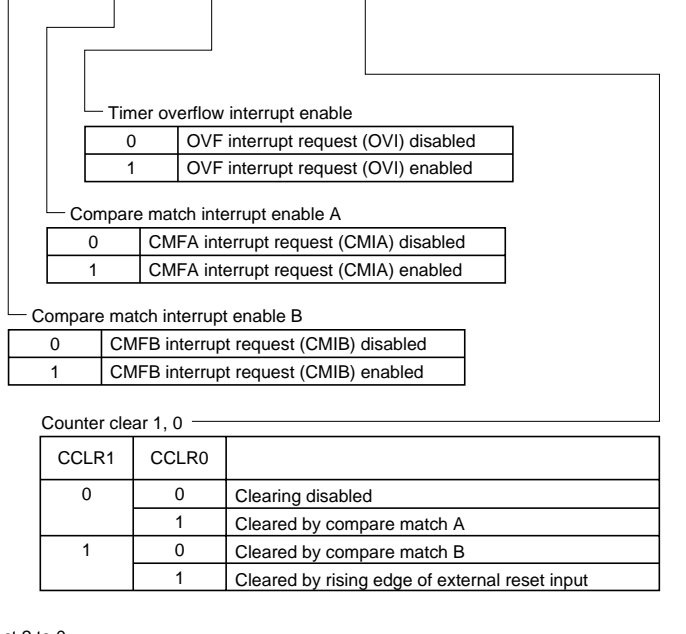 Timer overflow interrupt enable
0 OVF interrupt request (OVI) disabled
1 OVF interrupt request (OVI) enabled
Compare match interrupt enable A
0 CMFA interrupt request (CMIA) disabled
1 CMFA interrupt request (CMIA) enabled
Compare match interrupt enable B
0 CMFB interrupt request (CMIB) disabled
1 CMFB interrupt request (CMIB) enabled
Counter clear 1, 0
CCLR1 CCLR0
0 0 Clearing disabled
1 Cleared by compare match A
1 0 Cleared by compare match B
1 Cleared by rising edge of external reset input